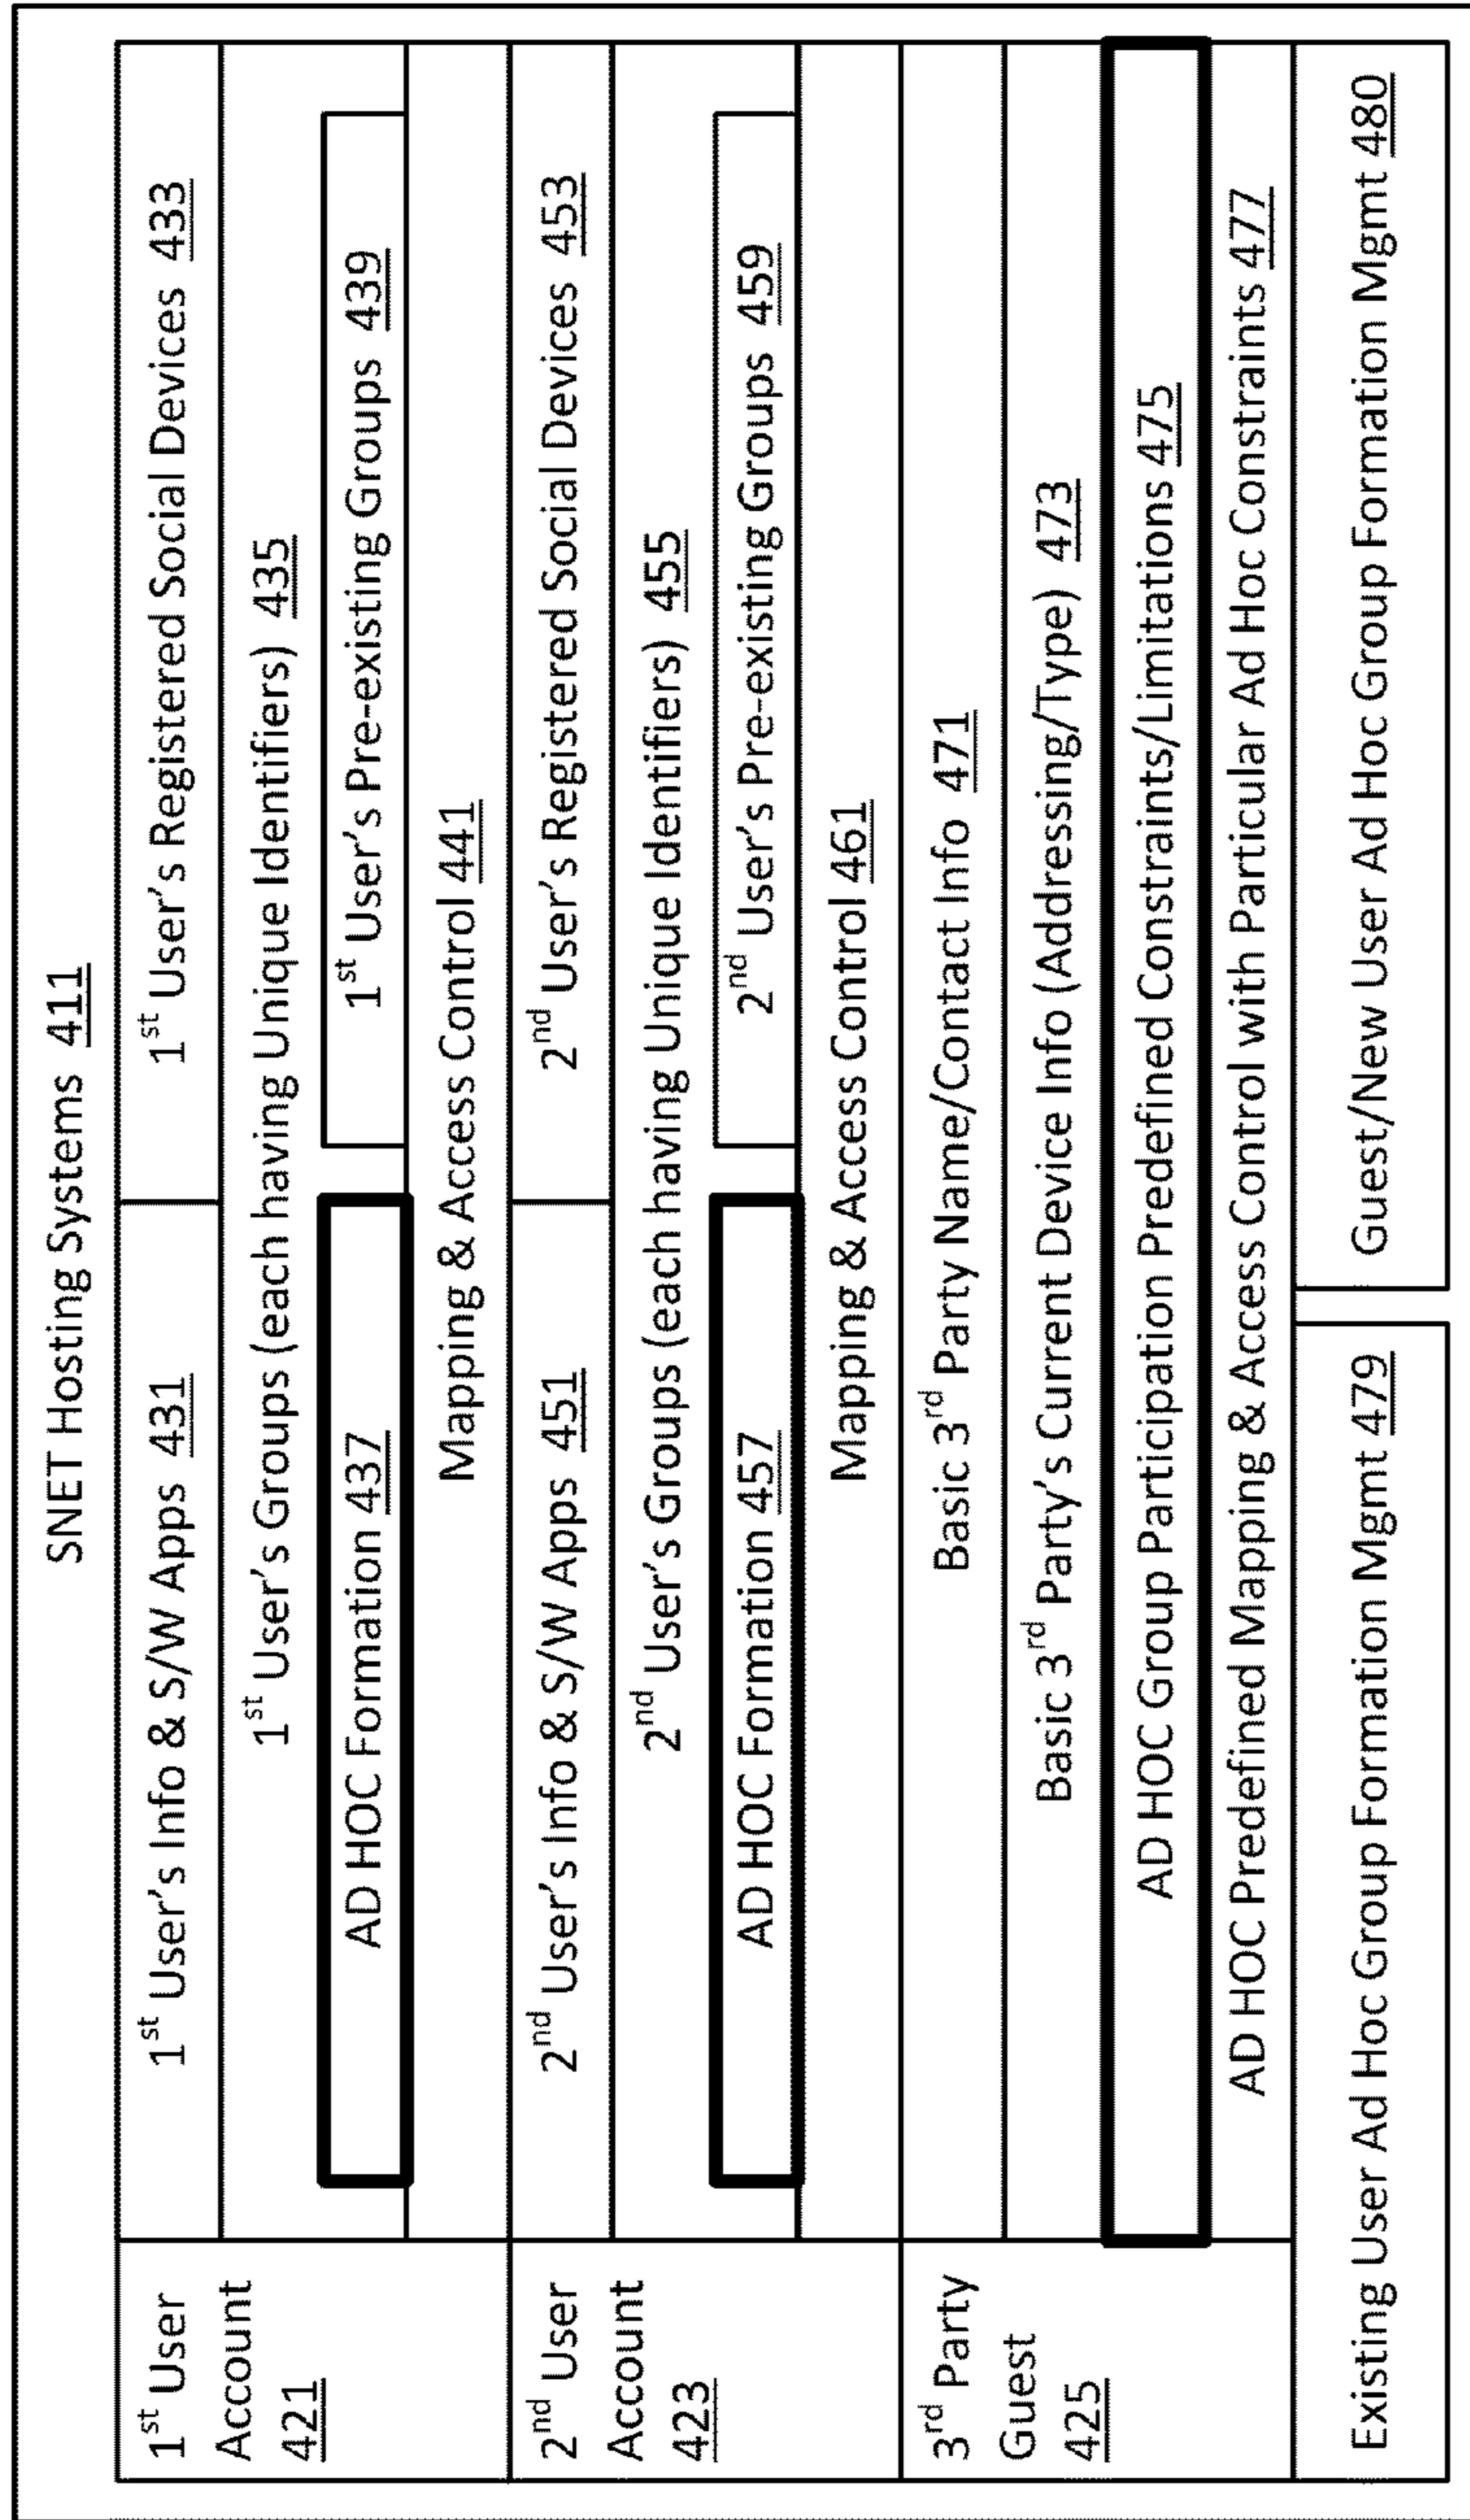 SNET Hosting Systems 411
1st User
Account
421
1st User's Info & S/W Apps 431
1st User's Registered Social Devices 433
1st User's Groups (each having Unique Identifiers) 435
AD HOC Formation 437
1st User's Pre-existing Groups 439
Mapping & Access Control 441
2nd User
Account
423
2nd User's Info & S/W Apps 451
2nd User's Registered Social Devices 453
2nd User's Groups (each having Unique Identifiers) 455
AD HOC Formation 457
2nd User's Pre-existing Groups 459
Mapping & Access Control 461
3rd Party
Guest
425
Basic 3rd Party Name/Contact Info 471
Basic 3rd Party's Current Device Info (Addressing/Type) 473
AD HOC Group Participation Predefined Constraints/Limitations 475
AD HOC Predefined Mapping & Access Control with Particular Ad Hoc Constraints 477
Existing User Ad Hoc Group Formation Mgmt 479
Guest/New User Ad Hoc Group Formation Mgmt 480